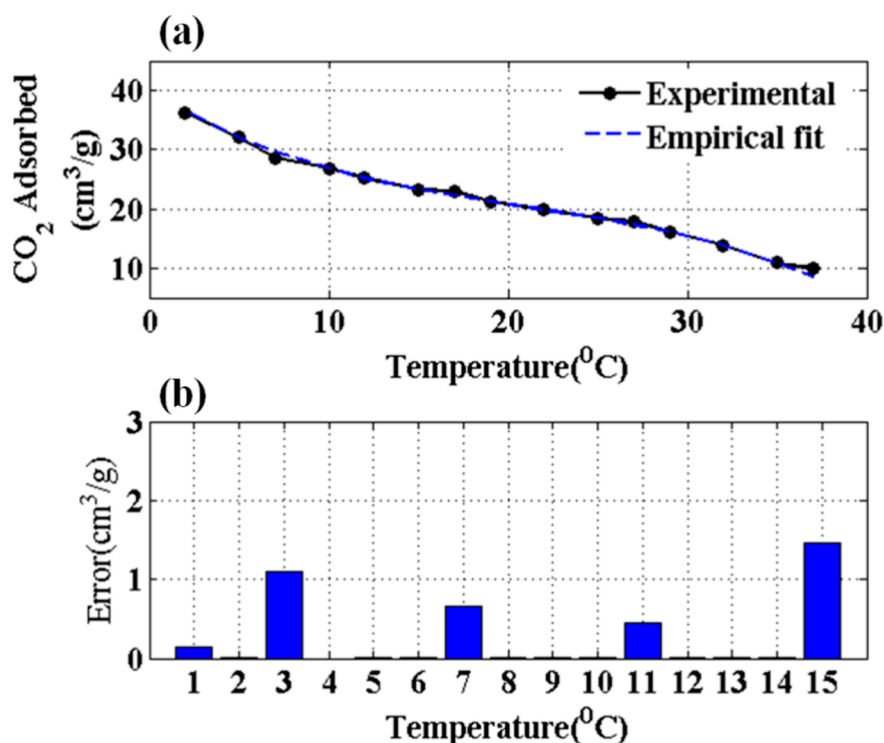 (a)
CO₂ Adsorbed
(cm³/g)
40
30
20
10
Experimental
Empirical fit
0 10 20 30 40
Temperature(⁰C)
(b)
Error(cm³/g)
3
2
1
0
1 2 3 4 5 6 7 8 9 10 11 12 13 14 15
Temperature(⁰C)